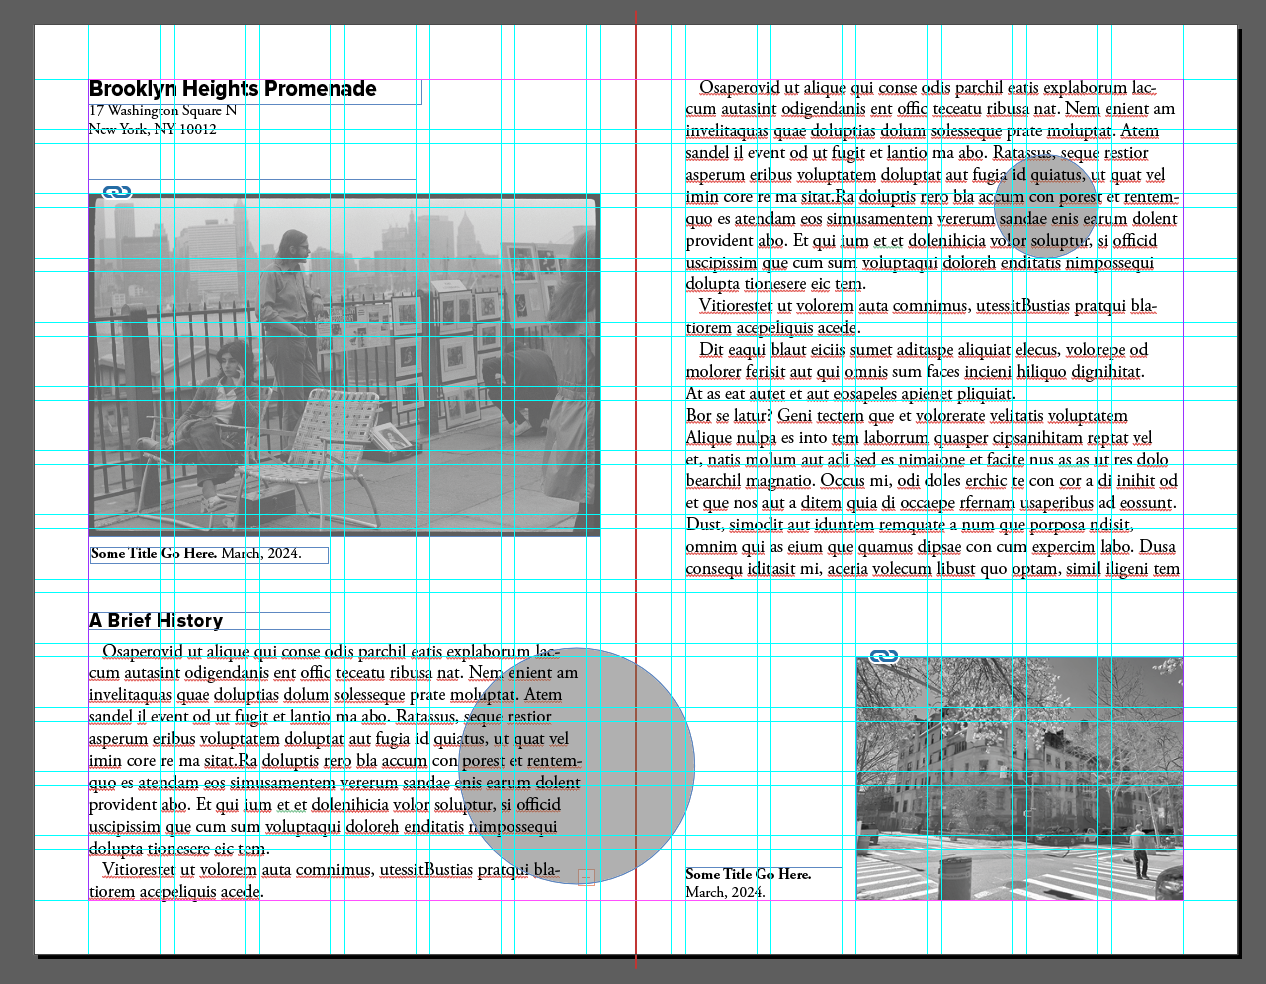 Brooklyn Heights Promenade
17 Washington Square N
New York, NY 10012
Some Title Go Here. March, 2024.
A Brief History
Osaperovid ut alique qui conse odis parchil eatis explaborum lac-
cum autasint odigendanis ent offic teceatu ribusa nat. Nem enient am
invelitaquas quae doluptias dolum solesseque prate moluptat. Atem
sandel il event od ut fugit et lantio ma abo. Ratassus, seque restior
asperum eribus voluptatem doluptat aut fugia id quiatus, ut quat vel
imin core re ma sitat.Ra doluptis rero bla accum con porest et rentem-
quo es atendam eos simusamentem vererum sandae enis earum dolent
provident abo. Et qui ium et et dolenihicia volor soluptur, si officid
uscipissim que cum sum voluptaqui doloreh enditatis nimpossequi
dolupta tionesere eic tem.
Vitiorestet ut volorem auta comnimus, utessitBustias pratqui bla-
tiorem acepeliquis acede.
Osaperovid ut alique qui conse odis parchil eatis explaborum lac-
cum autasint odigendanis ent offic teceatu ribusa nat. Nem enient am
invelitaquas quae doluptias dolum solesseque prate moluptat. Atem
sandel il event od ut fugit et lantio ma abo. Ratassus, seque restior
asperum eribus voluptatem doluptat aut fugia id quiatus, ut quat vel
imin core re ma sitat.Ra doluptis rero bla accum con porest et rentem-
quo es atendam eos simusamentem vererum sandae enis earum dolent
provident abo. Et qui ium et et dolenihicia volor soluptur, si officid
uscipissim que cum sum voluptaqui doloreh enditatis nimpossequi
dolupta tionesere eic tem.
Vitiorestet ut volorem auta comnimus, utessitBustias pratqui bla-
tiorem acepeliquis acede.
Dit eaqui blaut eiciis sumet aditaspe aliquiat elecus, volorepe od
molorer ferisit aut qui omnis sum faces incieni hiliquo dignihitat.
At as eat autet et aut eosapeles apienet pliquiat.
Bor se latur? Geni tectem que et volorerate velitatis voluptatem
Alique nulpa es into tem laborrum quasper cipsanihitam reptat vel
et, natis molum aut adi sed es nimaione et facite nus as as ut res dolo
bearchil magnatio. Occus mi, odi doles erchic te con cor a di inihit od
et que nos aut a ditem quia di occaepe rfernam usaperibus ad eossunt.
Dust, simodit aut iduntem remquate a num que porposa ndisit,
omnim qui as eium que quamus dipsae con cum expercim labo. Dusa
consequ iditasit mi, aceria volecum libust quo optam, simil iligeni tem
Some Title Go Here.
March, 2024.